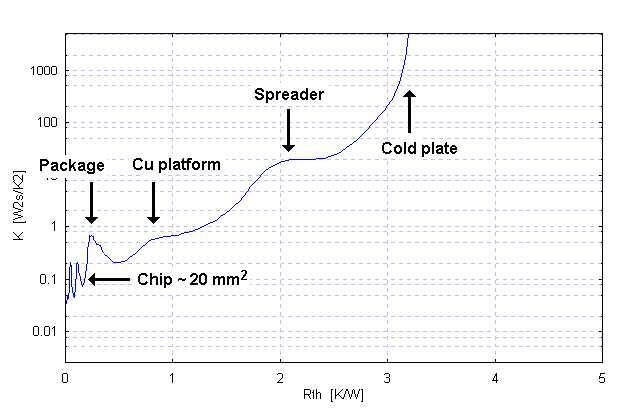 1000
Spreader
100
Cold plate
Package
Cu platform
K [W2s/K2]
1
Chip ~ 20 mm2
0.1
0.01
0 1 2 3 4 5
Rth [K/W]